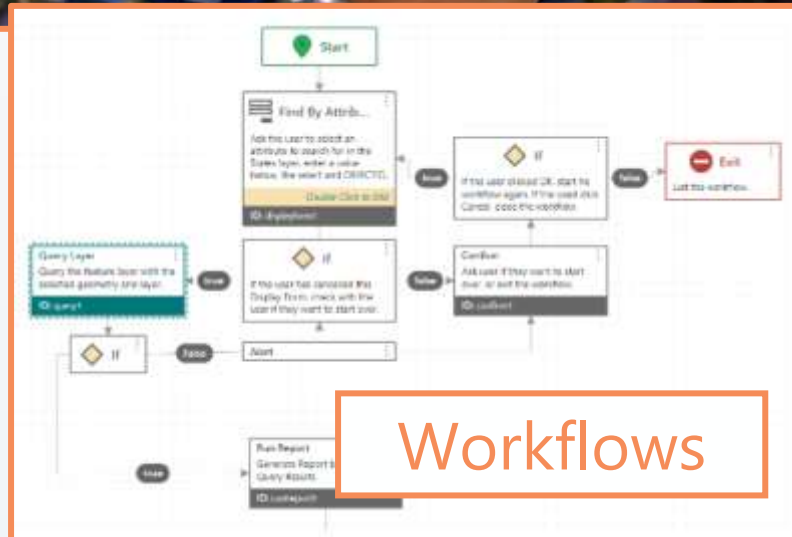 Start
Find By Attrib...
Ask the user to select an
attribute to search for in the
States layer, enter a value
below, the select and OBJECTID.
Double Click to Edit
If
If the user clicked OK, start he
workflow again. If the used click
Cancel, close the workflow.
true
false
Exit
Exit the workflow.
Query Layer
Query the feature layer with the
selected geometry and layer.
ID: query1
true
If
If the user has canceled the
Display Form, check with the
user if they want to start over.
false
Confirm
Ask user if they want to start
over, or exit the workflow.
ID: confirm1
If
false
Alert
true
Run Report
Generate Report
Query Results
Workflows